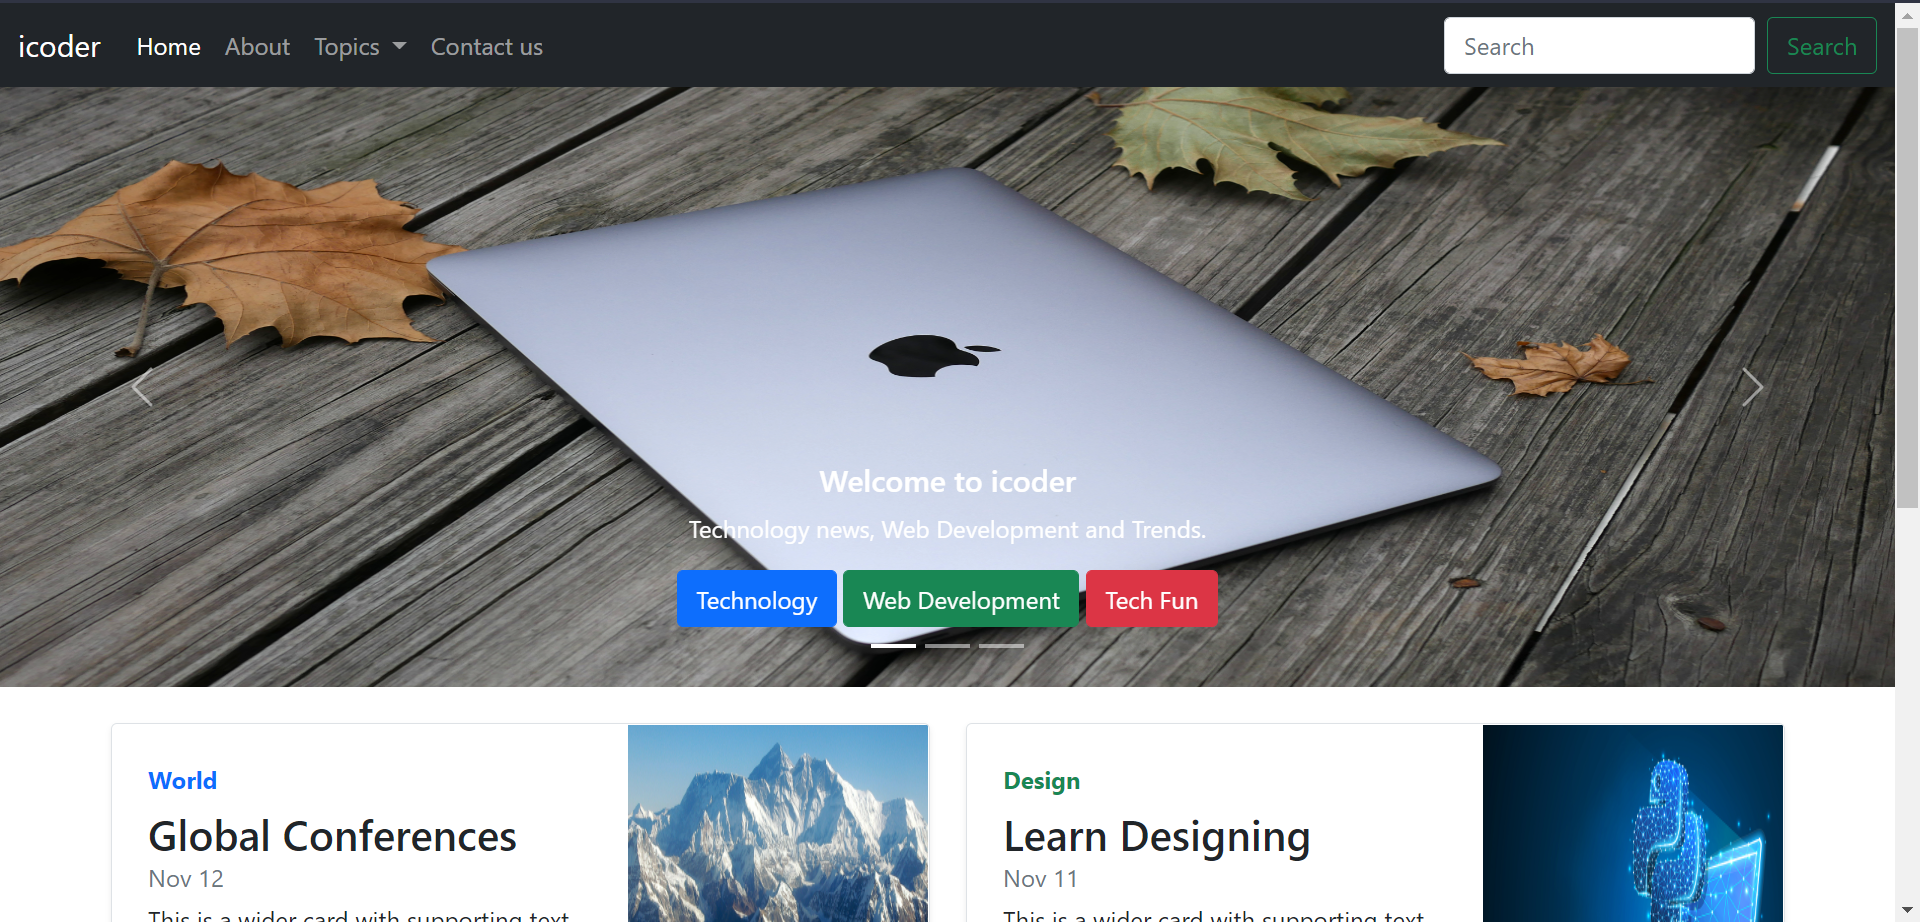 icoder Home About Topics Contact us Search Search
Welcome to icoder
Technology news, Web Development and Trends.
Technology Web Development Tech Fun
World
Global Conferences
Nov 12
This is a wider card with supporting text
Design
Learn Designing
Nov 11
This is a wider card with supporting text